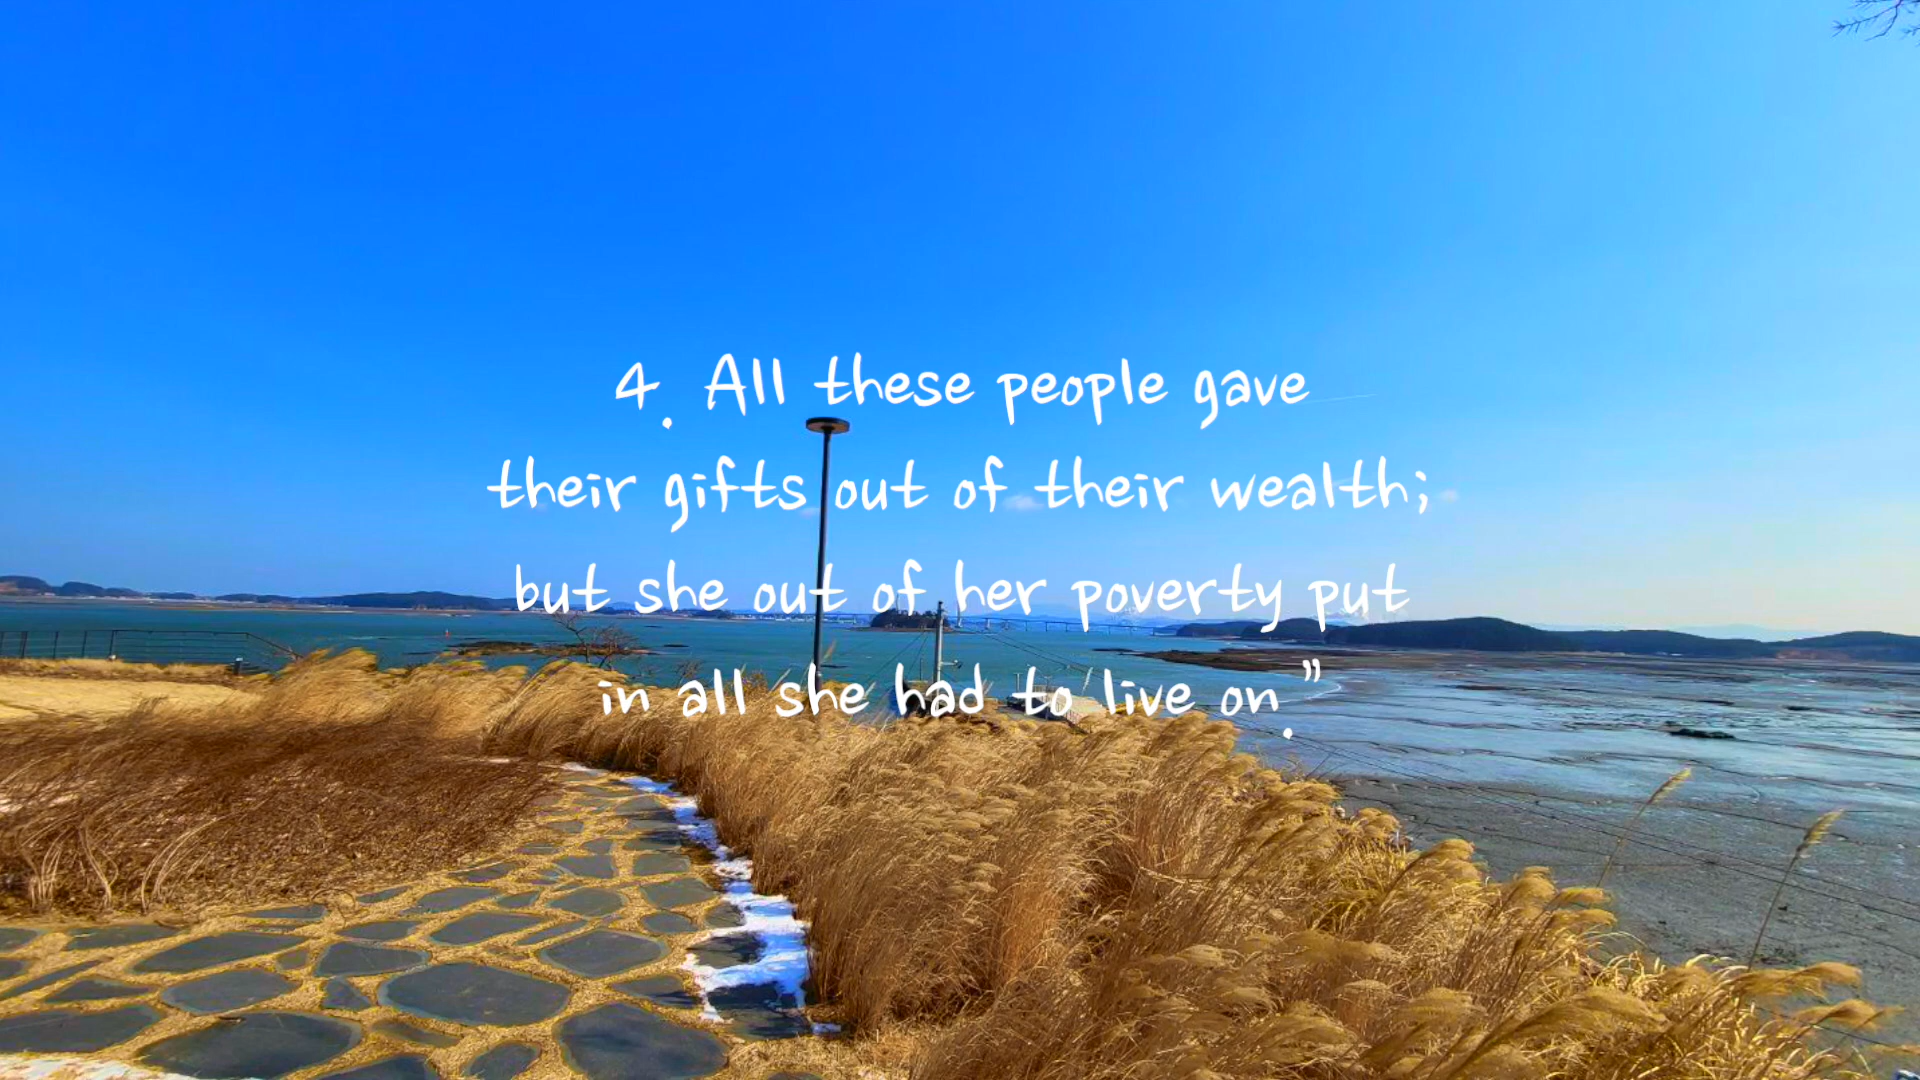 4. All these people gave
their gifts out of their wealth;
but she out of her poverty put
in all she had to live on."